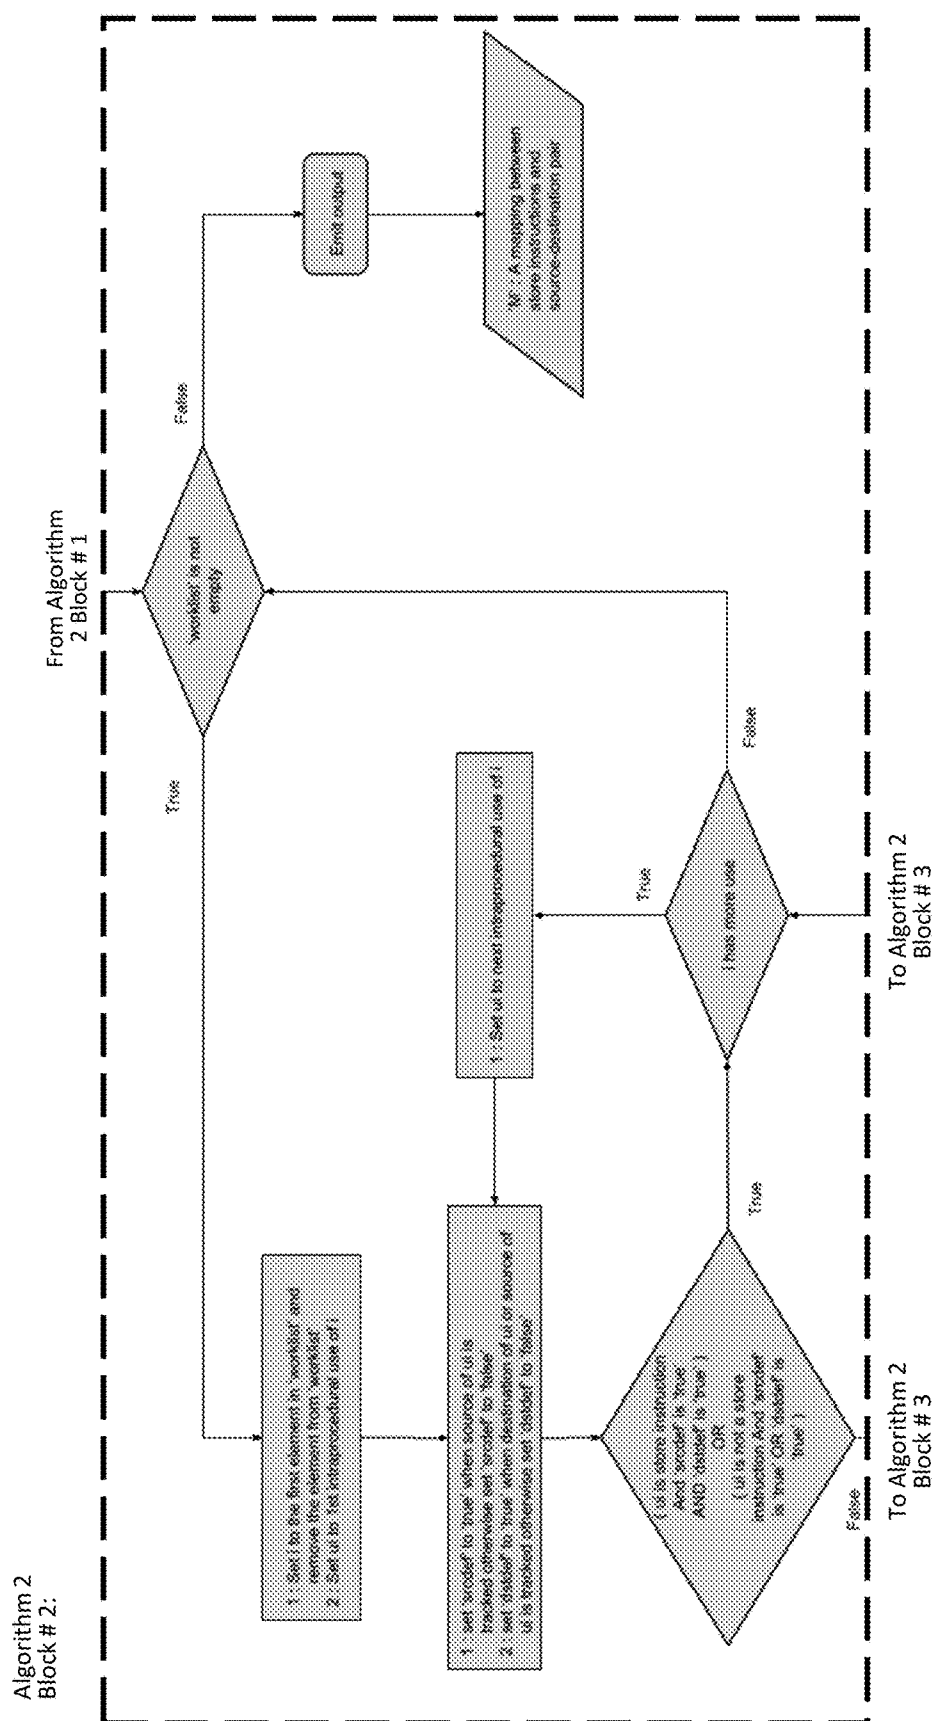 Algorithm 2
Block # 2:
From Algorithm
2 Block # 1
'worklist' is not
empty
True
False
Emit output
'M' : A mapping between
store instructions and
source-destination pair
1 : Set i to the first element in 'worklist' and
remove the element from 'worklist'
2 : Set ui to 1st intraprocedural use of i
1 : set 'srcdef' to true when source of ui is
tracked otherwise set 'srcdef' to 'false'
2 : set 'dstdef' to true when destination of ui or source of
ui is tracked otherwise set 'dstdef' to 'false'
1 : Set ui to next intraprocedural use of i
( ui is store instruction
And 'srcdef' is 'true'
AND 'dstdef' is 'true' )
OR
( ui is not a store
instruction And 'srcdef'
is 'true' OR 'dstdef' is
'true' )
True
False
i has more use
True
False
To Algorithm 2
Block # 3
To Algorithm 2
Block # 3